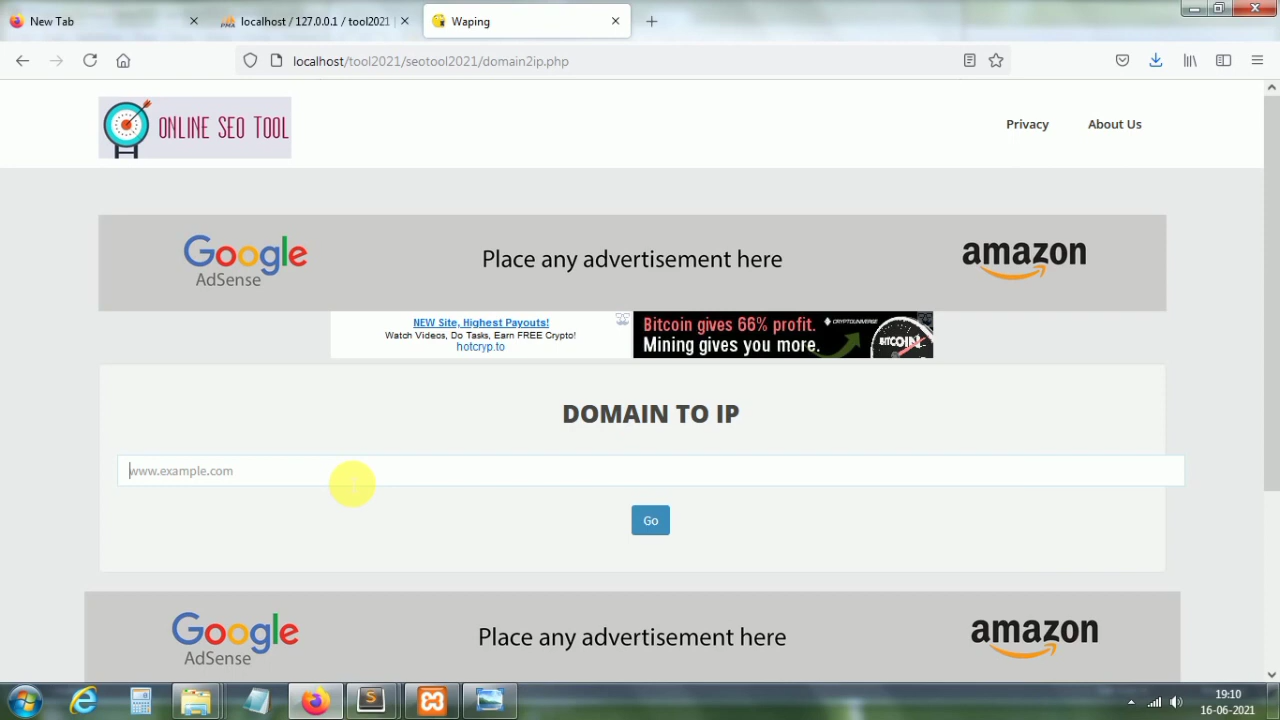 New Tab
localhost / 127.0.0.1 / tool2021
Waping
localhost/tool2021/seotool2021/domain2ip.php
ONLINE SEO TOOL
Privacy
About Us
Google
AdSense
Place any advertisement here
amazon
NEW Site, Highest Payouts!
Watch Videos, Do Tasks, Earn FREE Crypto!
hotcryp.to
Bitcoin gives 66% profit.
Mining gives you more.
CRYPTOUNIVERSE
BITCOIN
DOMAIN TO IP
www.example.com
Go
Google
AdSense
Place any advertisement here
amazon
19:10
16-06-2021